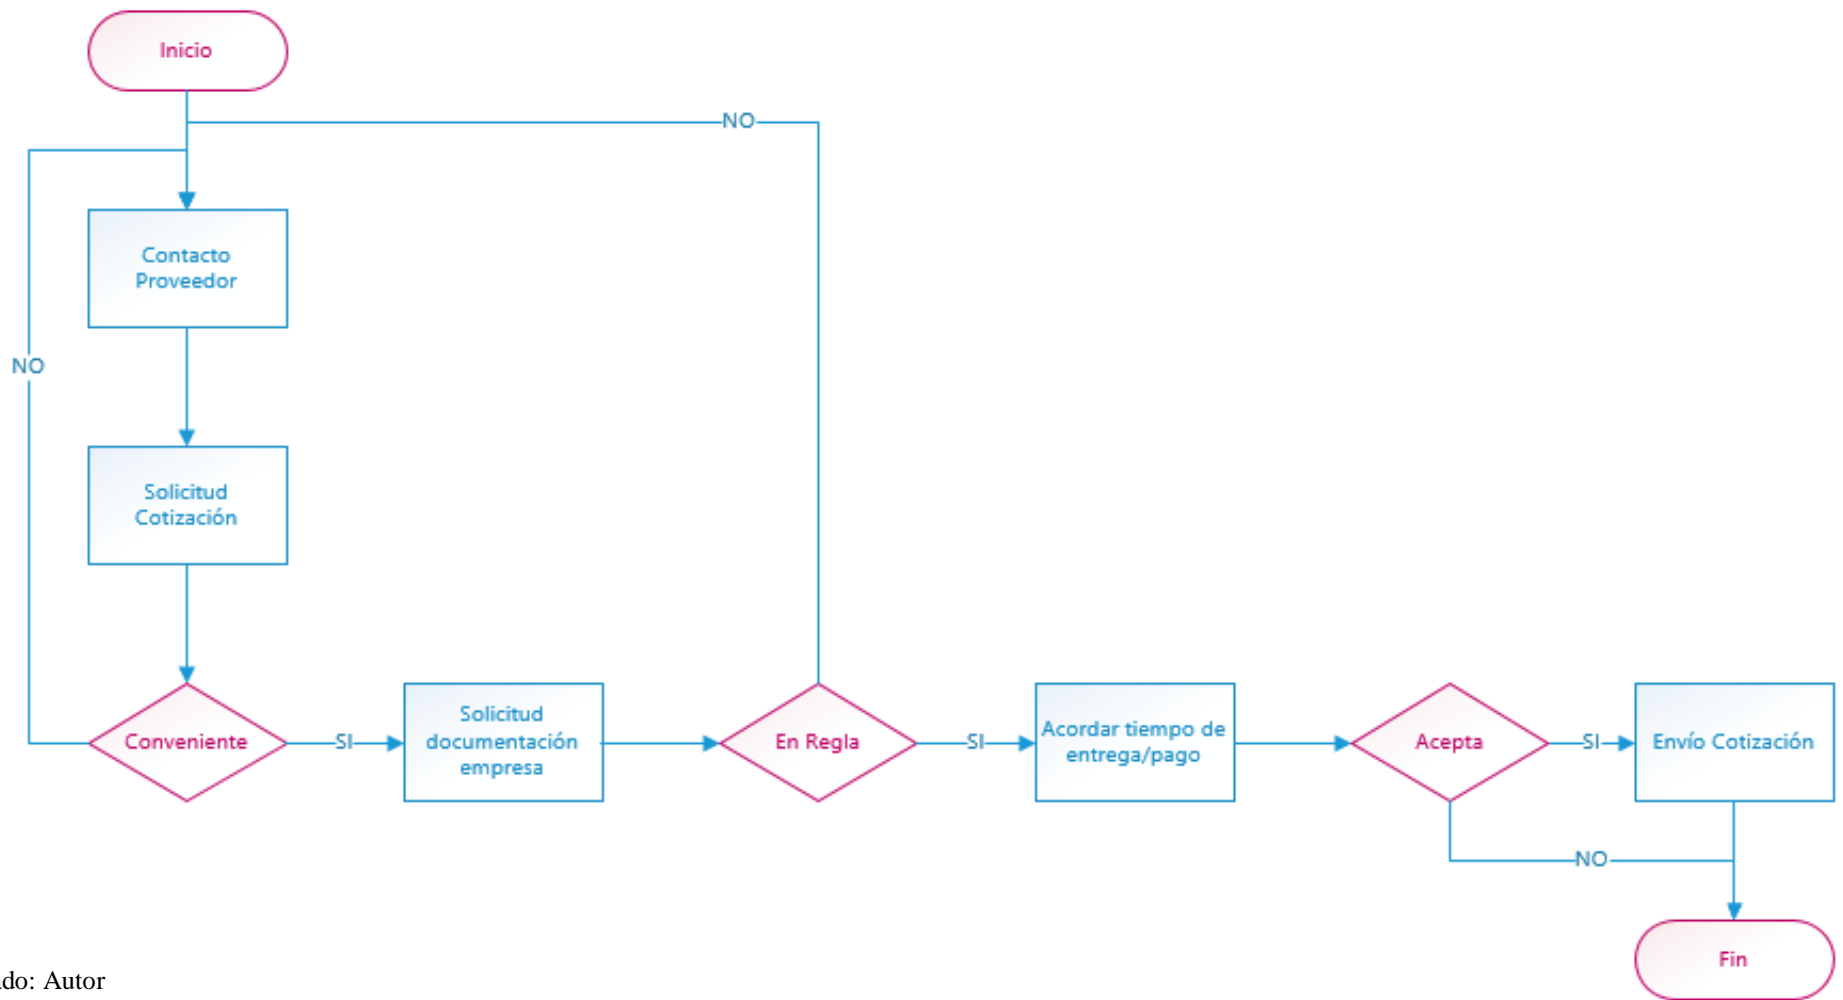 Inicio
NO
Contacto
Proveedor
NO
Solicitud
Cotización
Conveniente
SI
Solicitud
documentación
empresa
En Regla
SI
Acordar tiempo de
entrega/pago
Acepta
SI
Envío Cotización
NO
Fin
do: Autor